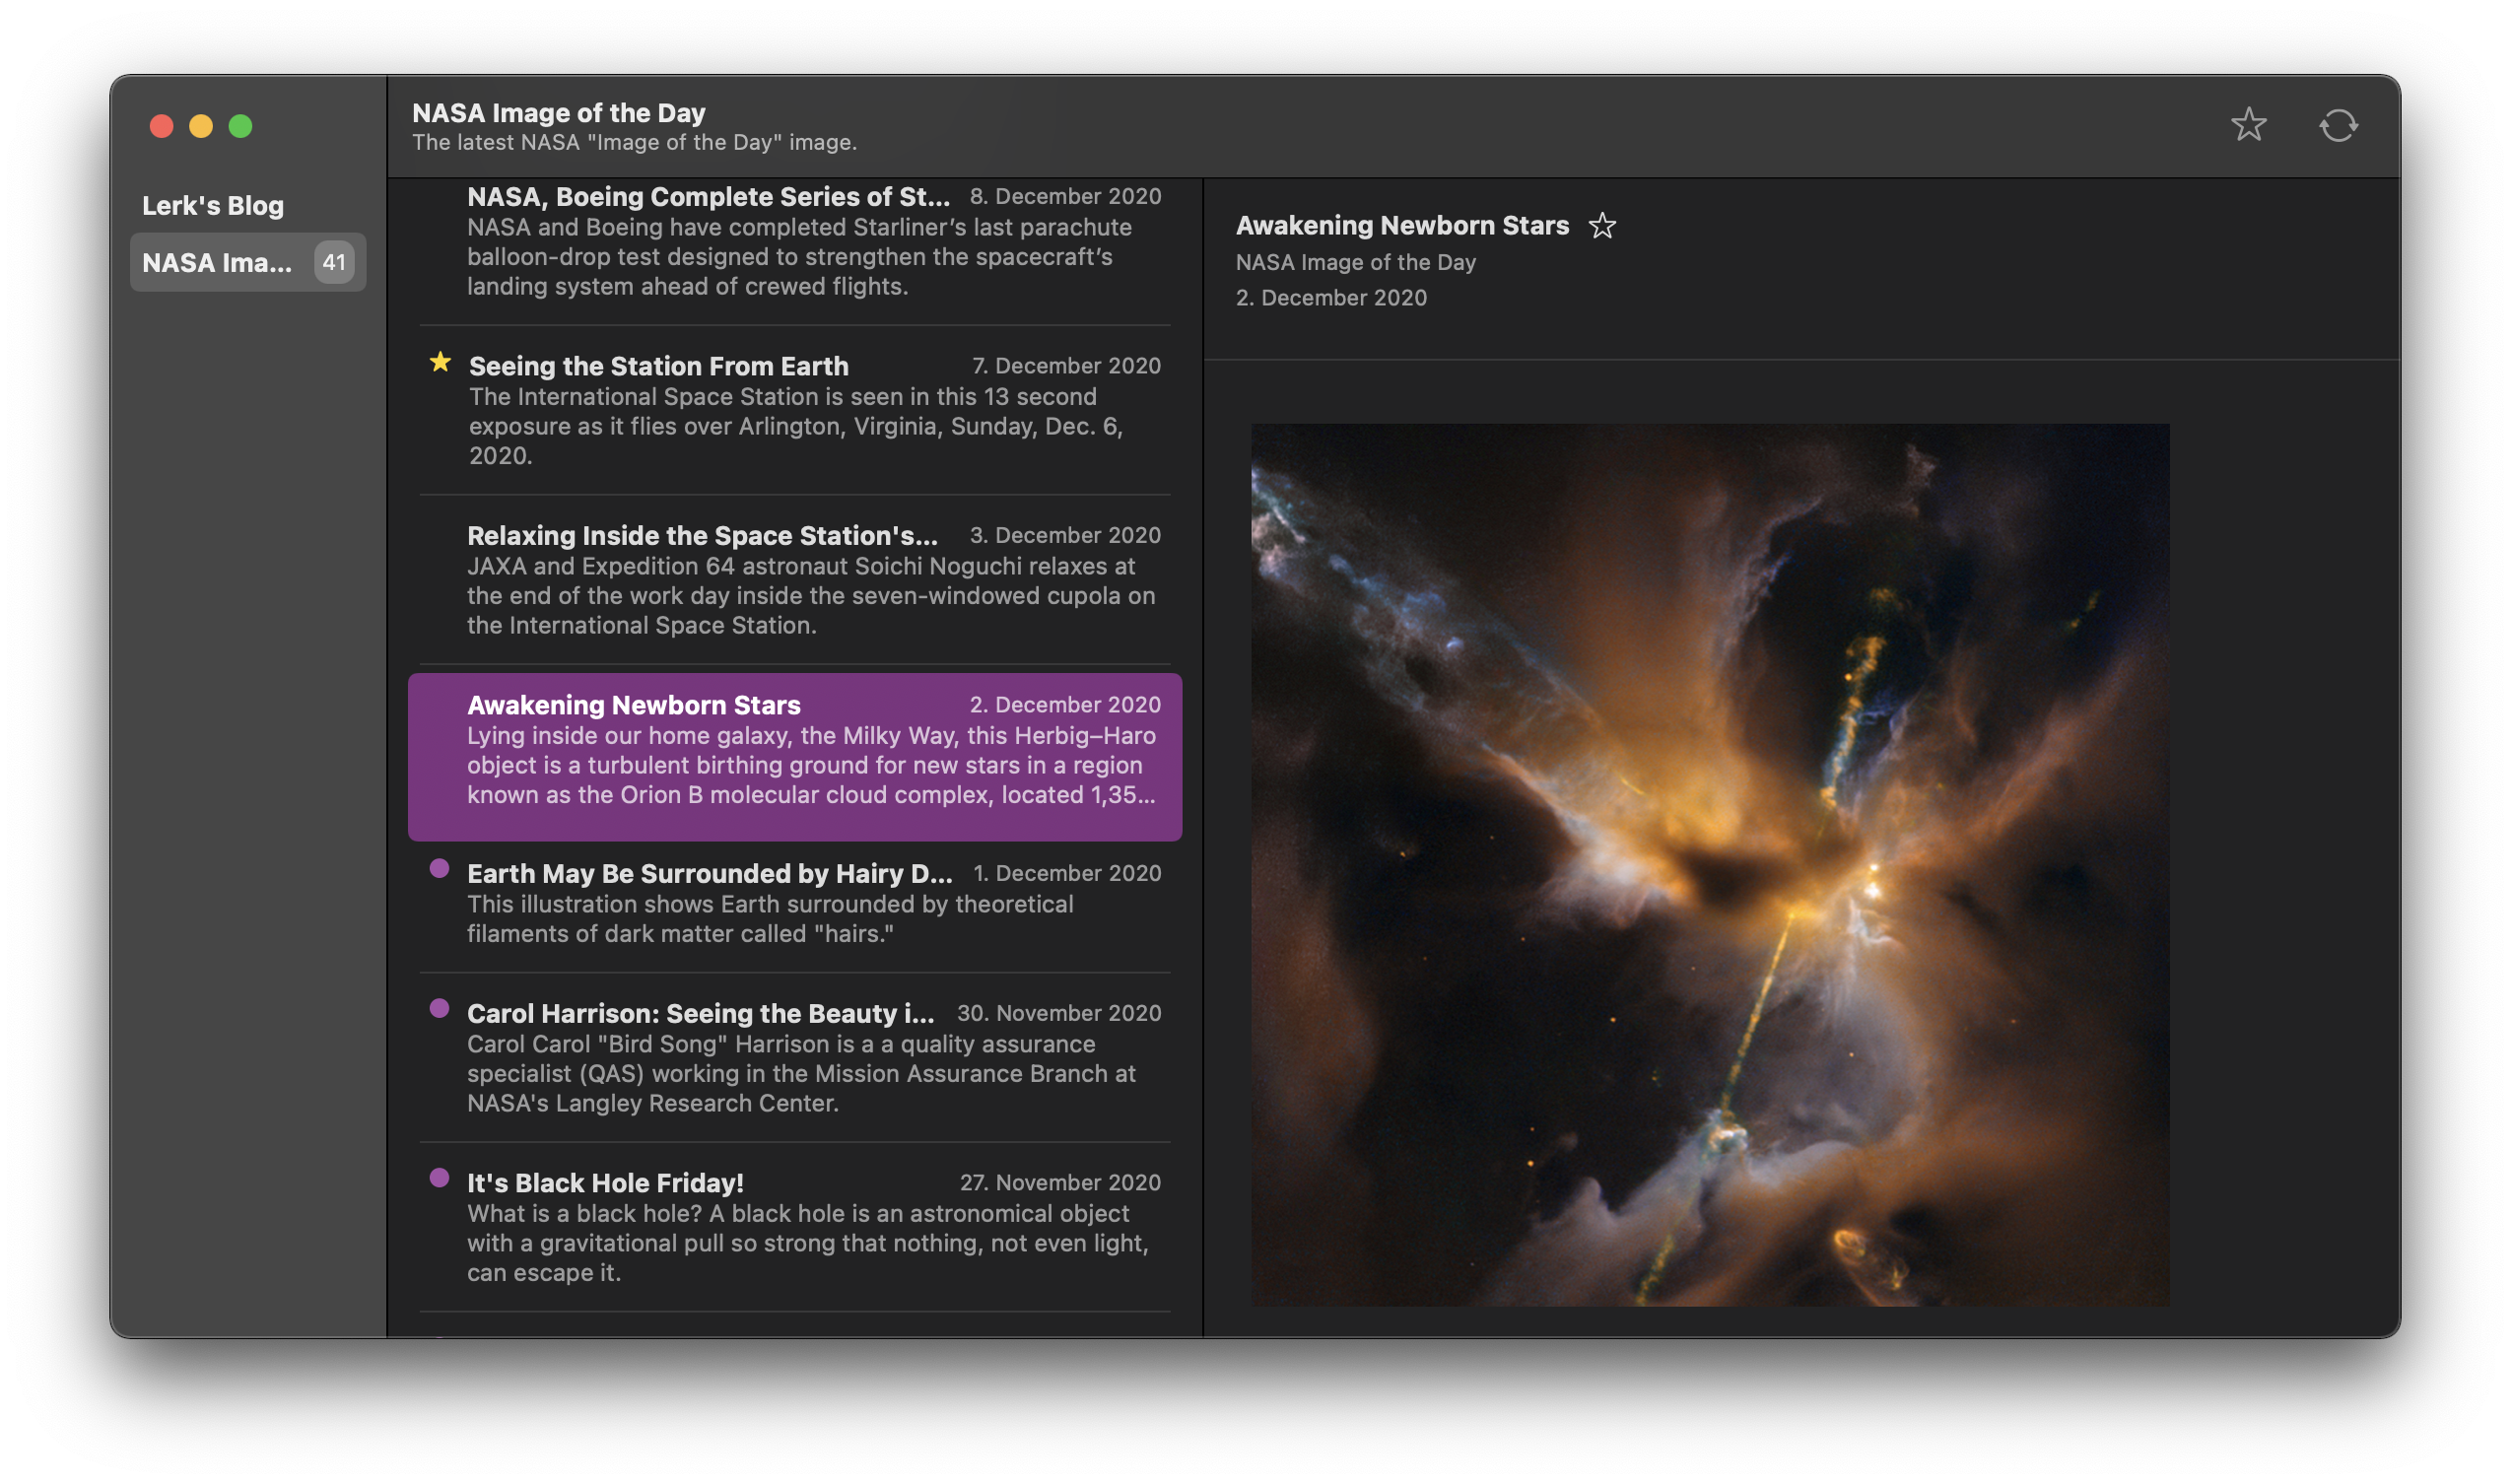 NASA Image of the Day
The latest NASA "Image of the Day" image.
Lerk's Blog
NASA Ima... 41
NASA, Boeing Complete Series of St... 8. December 2020
NASA and Boeing have completed Starliner’s last parachute
balloon-drop test designed to strengthen the spacecraft’s
landing system ahead of crewed flights.
Seeing the Station From Earth 7. December 2020
The International Space Station is seen in this 13 second
exposure as it flies over Arlington, Virginia, Sunday, Dec. 6,
2020.
Relaxing Inside the Space Station's... 3. December 2020
JAXA and Expedition 64 astronaut Soichi Noguchi relaxes at
the end of the work day inside the seven-windowed cupola on
the International Space Station.
Awakening Newborn Stars 2. December 2020
Lying inside our home galaxy, the Milky Way, this Herbig–Haro
object is a turbulent birthing ground for new stars in a region
known as the Orion B molecular cloud complex, located 1,35...
Earth May Be Surrounded by Hairy D... 1. December 2020
This illustration shows Earth surrounded by theoretical
filaments of dark matter called "hairs."
Carol Harrison: Seeing the Beauty i... 30. November 2020
Carol Carol "Bird Song" Harrison is a a quality assurance
specialist (QAS) working in the Mission Assurance Branch at
NASA's Langley Research Center.
It's Black Hole Friday! 27. November 2020
What is a black hole? A black hole is an astronomical object
with a gravitational pull so strong that nothing, not even light,
can escape it.
Awakening Newborn Stars
NASA Image of the Day
2. December 2020